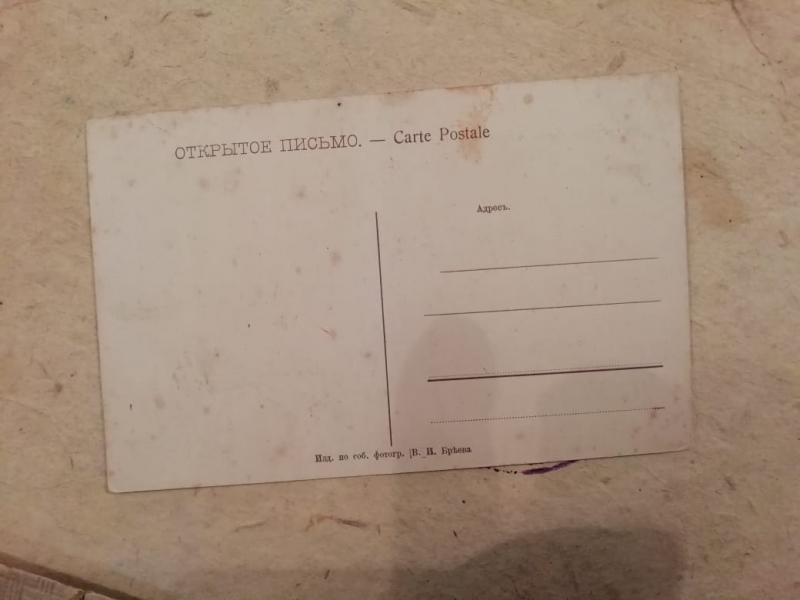 ОТКРЫТОЕ ПИСЬМО. — Carte Postale
Адресъ.
Изд. по соб. фотогр. В. И. Брѣева